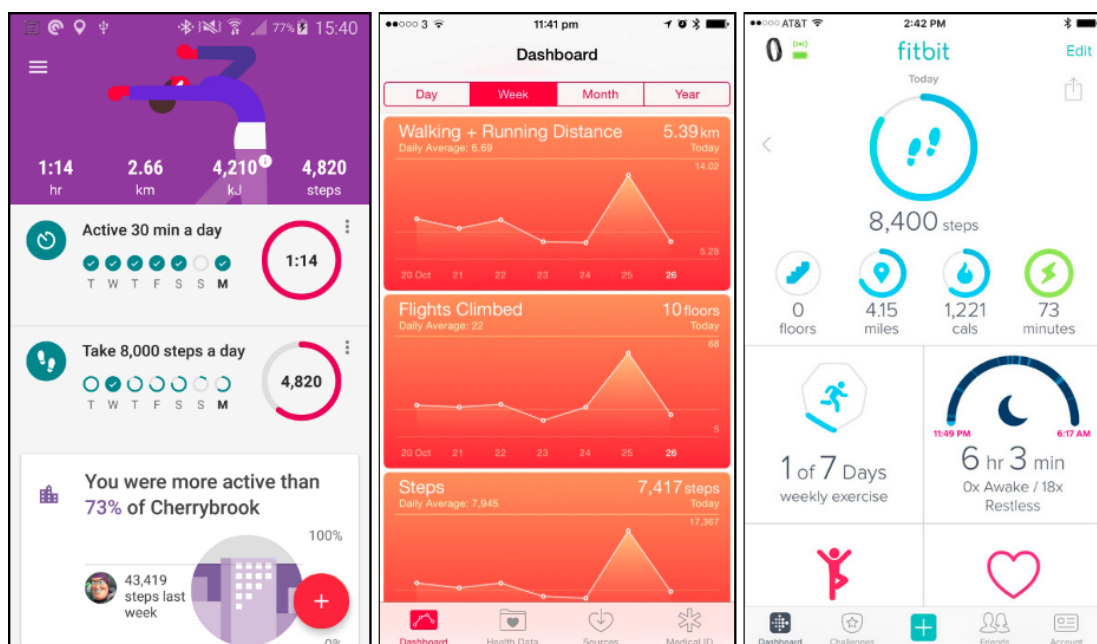 77% 15:40
1:14 2.66 4,210 4,820
hr km kJ steps
Active 30 min a day
1:14
T W T F S S M
Take 8,000 steps a day
4,820
T W T F S S M
You were more active than
73% of Cherrybrook
100%
43,419
steps last
week
+
0%
3 11:41 pm
Dashboard
Day Week Month Year
Walking + Running Distance 5.39 km
Daily Average: 6.69 Today
14.02
5.28
20 Oct 21 22 23 24 25 26
Flights Climbed 10 floors
Daily Average: 22 Today
68
5
20 Oct 21 22 23 24 25 26
Steps 7,417 steps
Daily Average: 7,945 Today
17,367
Dashboard Health Data Sources Medical ID
AT&T 2:42 PM
fitbit Edit
Today
8,400 steps
0 4.15 1,221 73
floors miles cals minutes
11:49 PM 6:17 AM
1 of 7 Days
weekly exercise
6 hr 3 min
0x Awake / 18x
Restless
Dashboard Challenges Friends Account